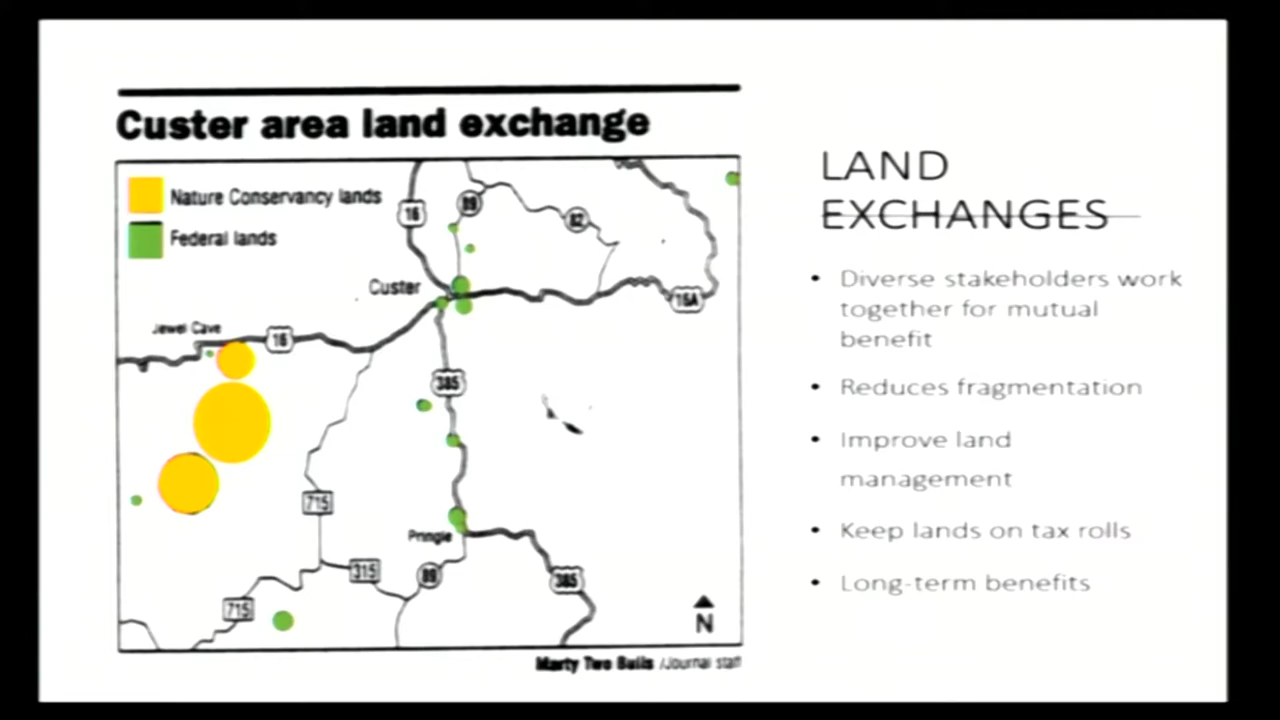 Custer area land exchange
Nature Conservancy lands
Federal lands
16
89
82
Custer
16A
Jewel Cave
16
385
715
Pringle
315
89
385
715
N
Marty Two Bulls /Journal staff
LAND
EXCHANGES
• Diverse stakeholders work
together for mutual
benefit
• Reduces fragmentation
• Improve land
management
• Keep lands on tax rolls
• Long-term benefits